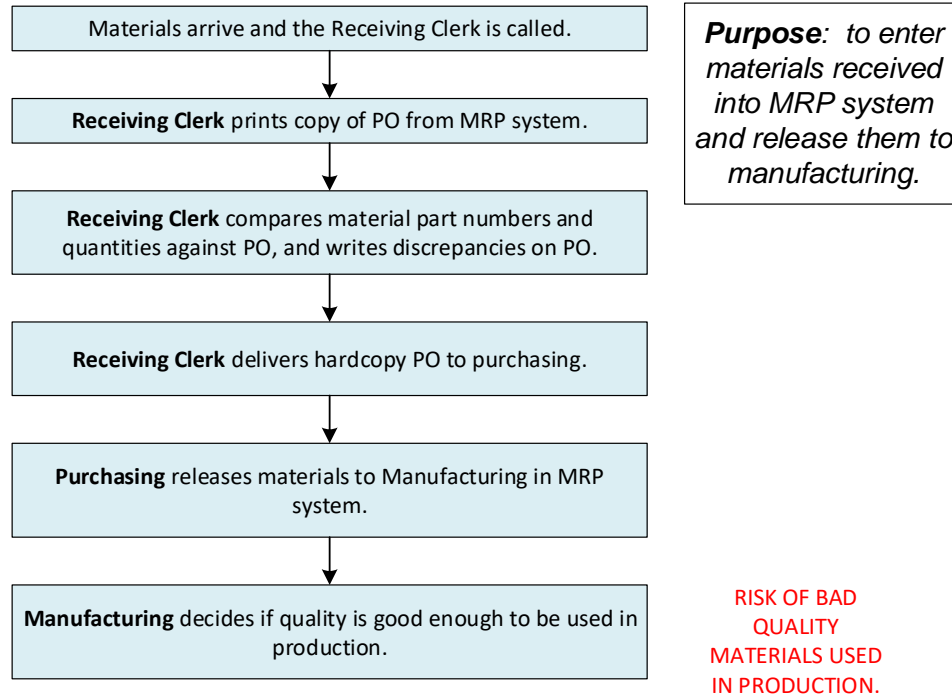 Materials arrive and the Receiving Clerk is called.
Receiving Clerk prints copy of PO from MRP system.
Receiving Clerk compares material part numbers and
quantities against PO, and writes discrepancies on PO.
Receiving Clerk delivers hardcopy PO to purchasing.
Purchasing releases materials to Manufacturing in MRP
system.
Manufacturing decides if quality is good enough to be used in
production.
Purpose:  to enter
materials received
into MRP system
and release them to
manufacturing.
RISK OF BAD
QUALITY
MATERIALS USED
IN PRODUCTION.